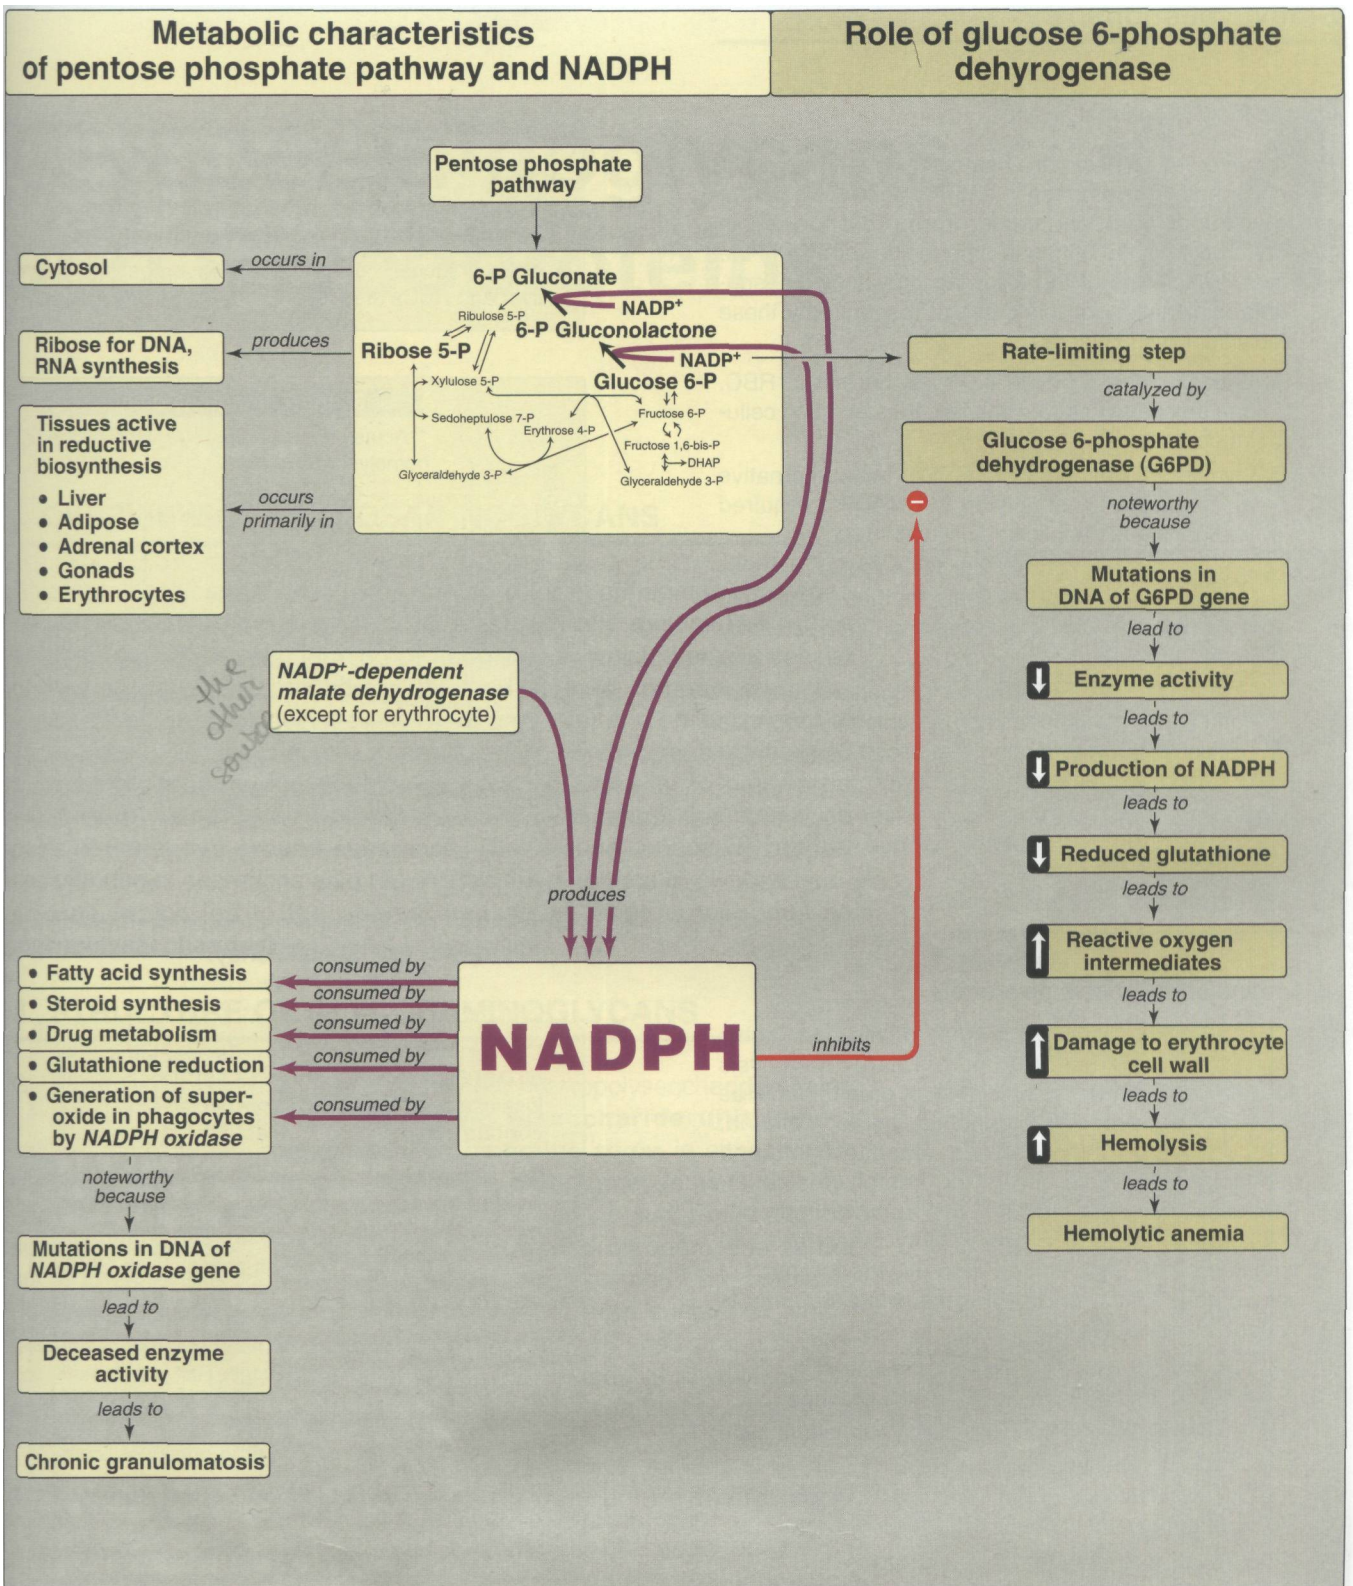 Metabolic characteristics
of pentose phosphate pathway and NADPH
Role of glucose 6-phosphate
dehyrogenase
Pentose phosphate
pathway
Cytosol
occurs in
Ribose for DNA,
RNA synthesis
produces
Tissues active
in reductive
biosynthesis
• Liver
• Adipose
• Adrenal cortex
• Gonads
• Erythrocytes
occurs
primarily in
6-P Gluconate
NADP+
Ribulose 5-P
6-P Gluconolactone
Ribose 5-P
NADP+
Xylulose 5-P
Glucose 6-P
Sedoheptulose 7-P
Fructose 6-P
Erythrose 4-P
Fructose 1,6-bis-P
DHAP
Glyceraldehyde 3-P
Glyceraldehyde 3-P
the
other
NADP+-dependent
malate dehydrogenase
(except for erythrocyte)
produces
NADPH
consumed by
consumed by
consumed by
consumed by
consumed by
• Fatty acid synthesis
• Steroid synthesis
• Drug metabolism
• Glutathione reduction
• Generation of super-
oxide in phagocytes
by NADPH oxidase
noteworthy
because
Mutations in DNA of
NADPH oxidase gene
lead to
Deceased enzyme
activity
leads to
Chronic granulomatosis
inhibits
Rate-limiting step
catalyzed by
Glucose 6-phosphate
dehydrogenase (G6PD)
noteworthy
because
Mutations in
DNA of G6PD gene
lead to
Enzyme activity
leads to
Production of NADPH
leads to
Reduced glutathione
leads to
Reactive oxygen
intermediates
leads to
Damage to erythrocyte
cell wall
leads to
Hemolysis
leads to
Hemolytic anemia